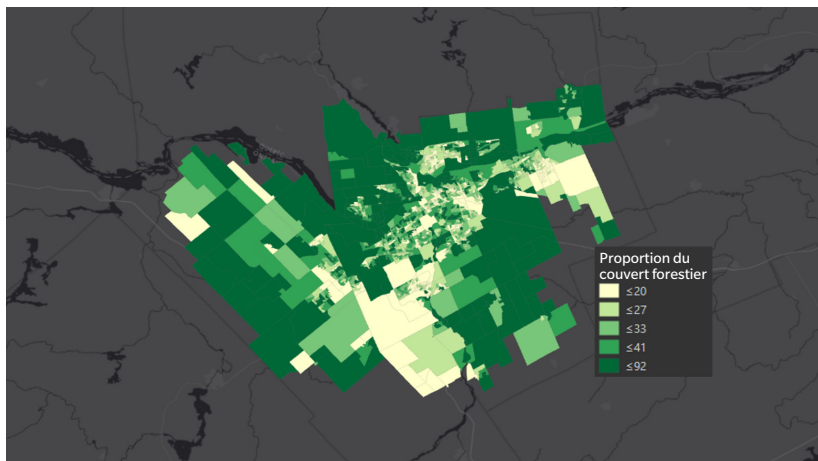 Proportion du
couvert forestier
≤20
≤27
≤33
≤41
≤92